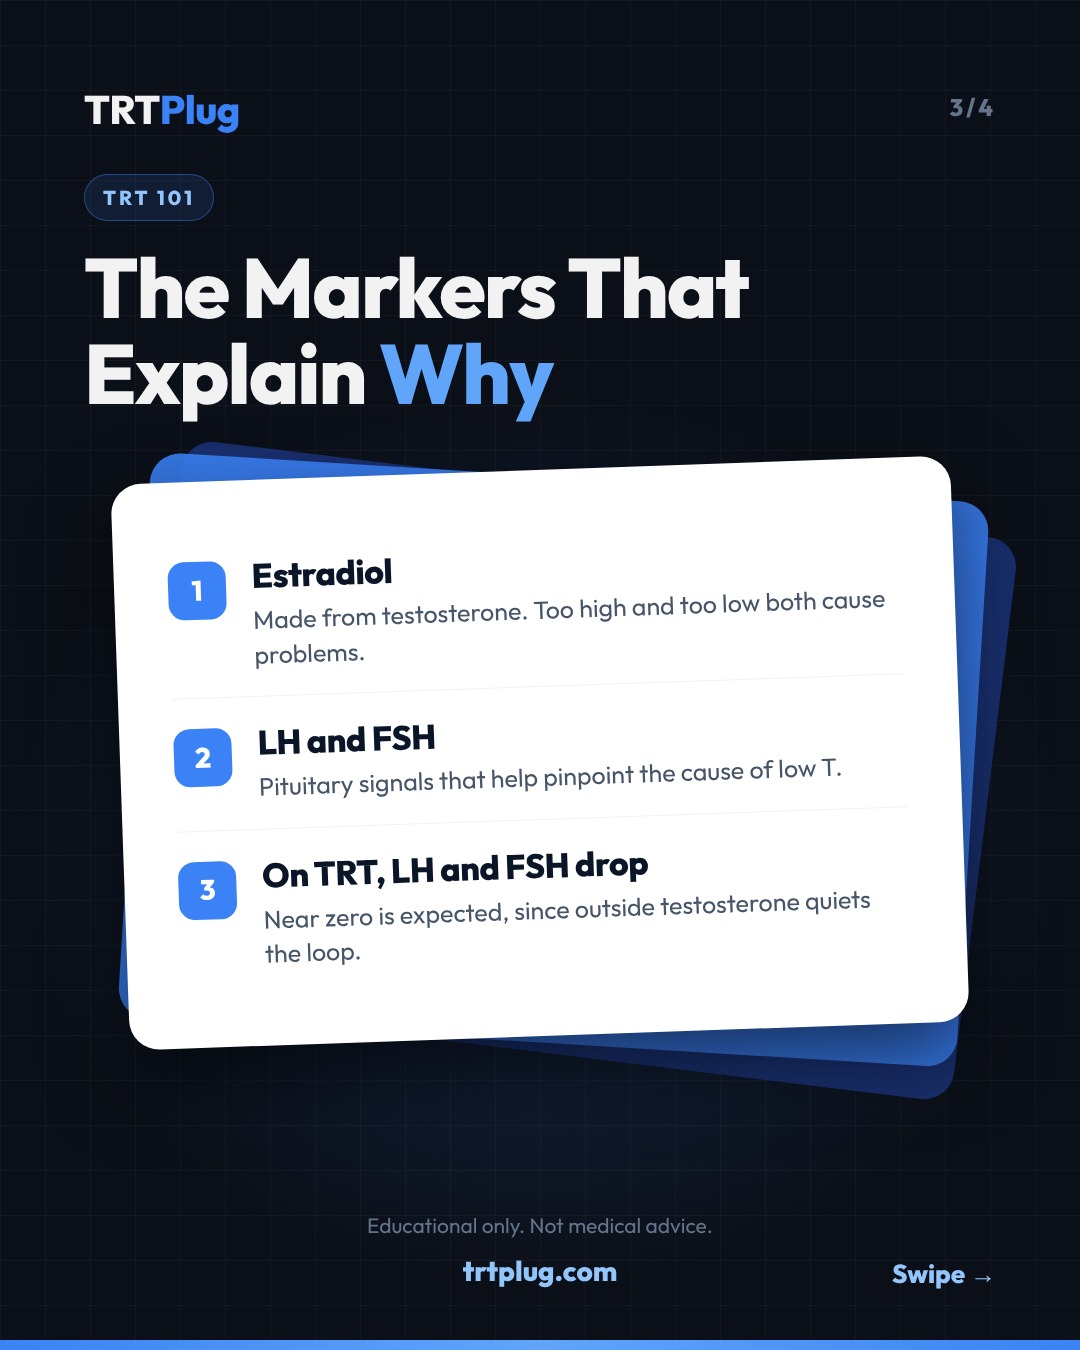 TRTPlug
3/4
TRT 101
The Markers That
Explain Why
1
Estradiol
Made from testosterone. Too high and too low both cause
problems.
2
LH and FSH
Pituitary signals that help pinpoint the cause of low T.
3
On TRT, LH and FSH drop
Near zero is expected, since outside testosterone quiets
the loop.
Educational only. Not medical advice.
trtplug.com
Swipe →